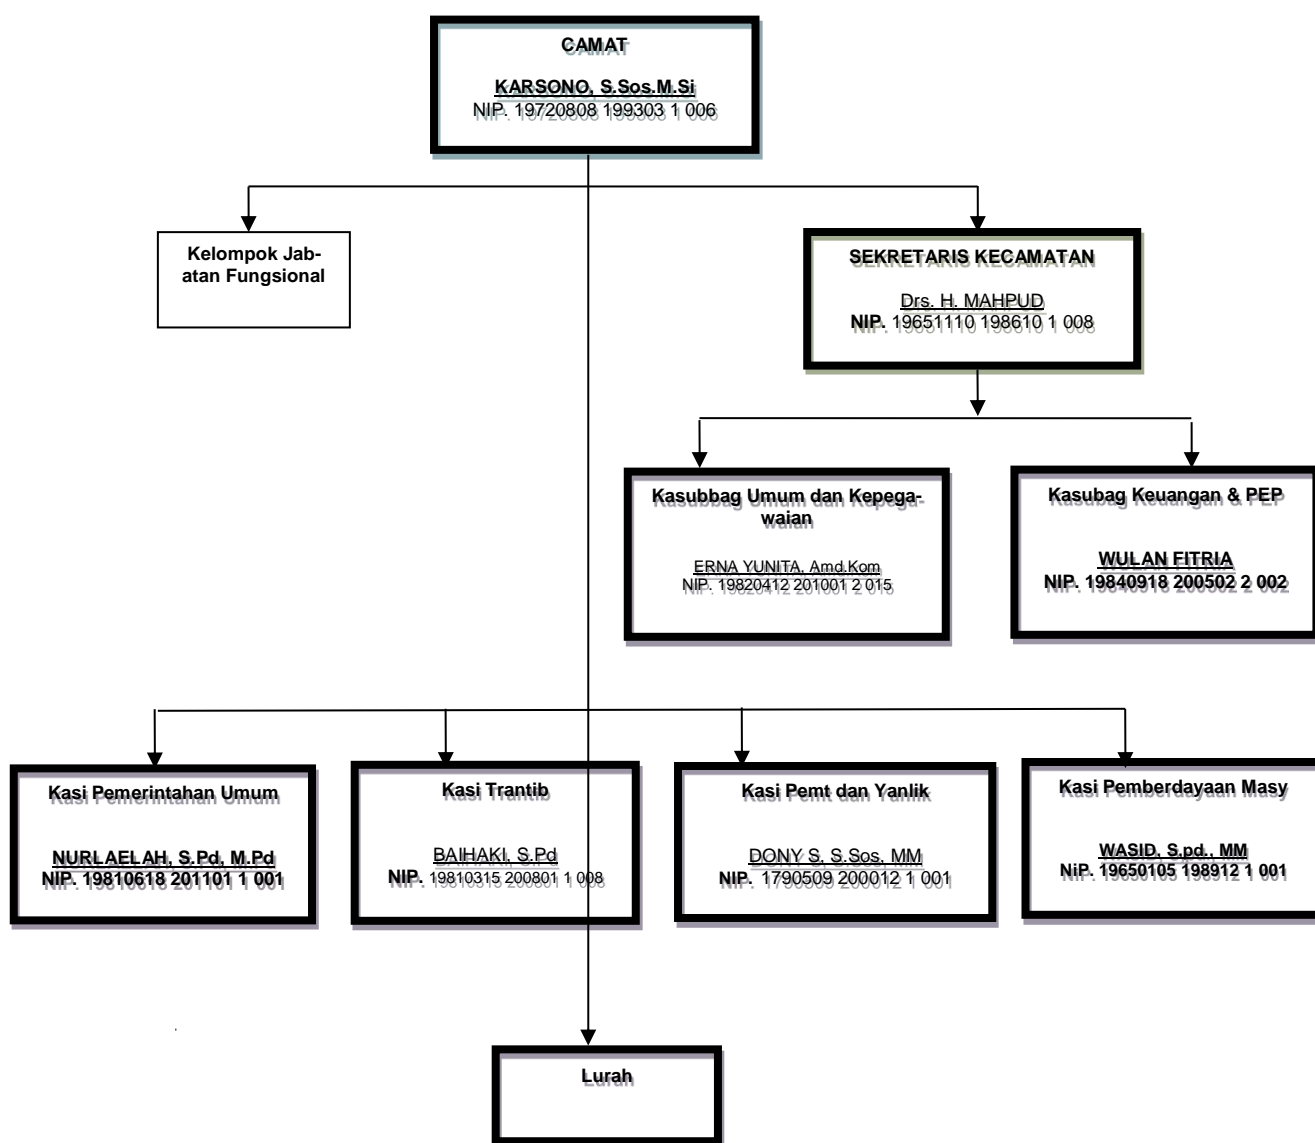 CAMAT
KARSONO, S.Sos.M.Si
NIP. 19720808 199303 1 006
Kelompok Jab-
atan Fungsional
SEKRETARIS KECAMATAN
Drs. H. MAHPUD
NIP. 19651110 198610 1 008
Kasubbag Umum dan Kepega-
waian
ERNA YUNITA, Amd.Kom
NIP. 19820412 201001 2 015
Kasubag Keuangan & PEP
WULAN FITRIA
NIP. 19840918 200502 2 002
Kasi Pemerintahan Umum
NURLAELAH, S.Pd, M.Pd
NIP. 19810618 201101 1 001
Kasi Trantib
BAIHAKI, S.Pd
NIP. 19810315 200801 1 008
Kasi Pemt dan Yanlik
DONY S, S.Sos, MM
NIP. 1790509 200012 1 001
Kasi Pemberdayaan Masy
WASID, S.pd., MM
NiP. 19650105 198912 1 001
Lurah